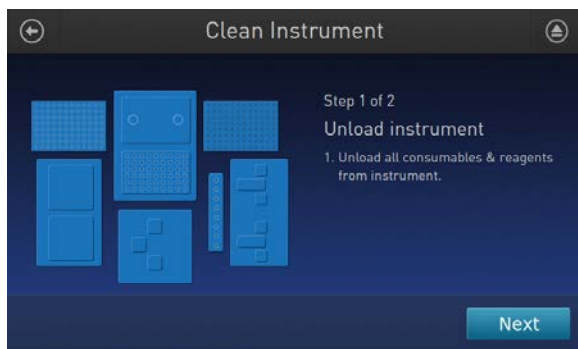 Clean Instrument
Step 1 of 2
Unload instrument
1. Unload all consumables & reagents
from instrument.
Next